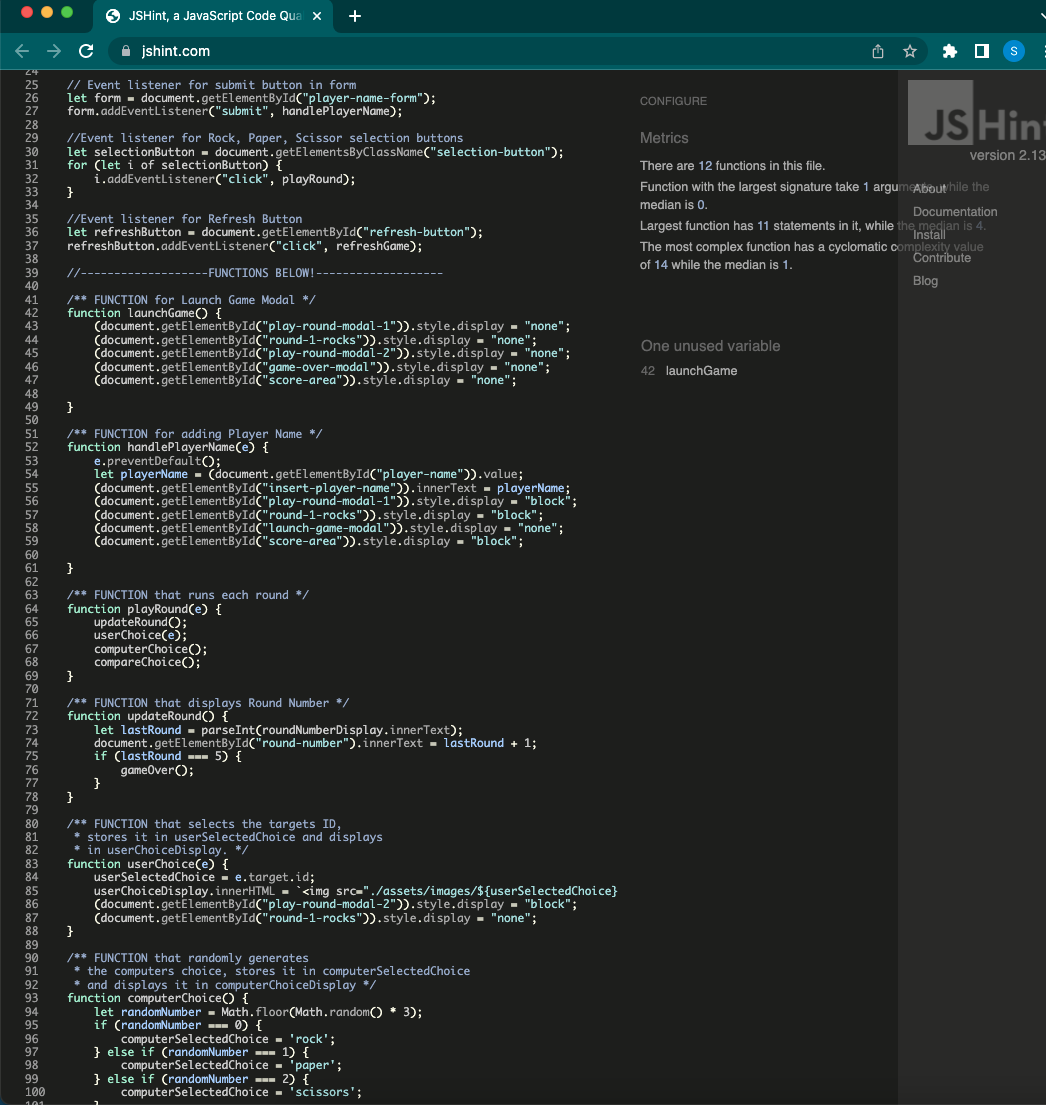 JSHint, a JavaScript Code Qua
jshint.com
24
25 // Event listener for submit button in form
26 let form = document.getElementById("player-name-form");
27 form.addEventListener("submit", handlePlayerName);
28
29 //Event listener for Rock, Paper, Scissor selection buttons
30 let selectionButton = document.getElementsByClassName("selection-button");
31 for (let i of selectionButton) {
32     i.addEventListener("click", playRound);
33 }
34
35 //Event listener for Refresh Button
36 let refreshButton = document.getElementById("refresh-button");
37 refreshButton.addEventListener("click", refreshGame);
38
39 //-------------------FUNCTIONS BELOW!-------------------
40
41 /** FUNCTION for Launch Game Modal */
42 function launchGame() {
43     (document.getElementById("play-round-modal-1")).style.display = "none";
44     (document.getElementById("round-1-rocks")).style.display = "none";
45     (document.getElementById("play-round-modal-2")).style.display = "none";
46     (document.getElementById("game-over-modal")).style.display = "none";
47     (document.getElementById("score-area")).style.display = "none";
48
49 }
50
51 /** FUNCTION for adding Player Name */
52 function handlePlayerName(e) {
53     e.preventDefault();
54     let playerName = (document.getElementById("player-name")).value;
55     (document.getElementById("insert-player-name")).innerText = playerName;
56     (document.getElementById("play-round-modal-1")).style.display = "block";
57     (document.getElementById("round-1-rocks")).style.display = "block";
58     (document.getElementById("launch-game-modal")).style.display = "none";
59     (document.getElementById("score-area")).style.display = "block";
60
61 }
62
63 /** FUNCTION that runs each round */
64 function playRound(e) {
65     updateRound();
66     userChoice(e);
67     computerChoice();
68     compareChoice();
69 }
70
71 /** FUNCTION that displays Round Number */
72 function updateRound() {
73     let lastRound = parseInt(roundNumberDisplay.innerText);
74     document.getElementById("round-number").innerText = lastRound + 1;
75     if (lastRound === 5) {
76         gameOver();
77     }
78 }
79
80 /** FUNCTION that selects the targets ID,
81  * stores it in userSelectedChoice and displays
82  * in userChoiceDisplay. */
83 function userChoice(e) {
84     userSelectedChoice = e.target.id;
85     userChoiceDisplay.innerHTML = `<img src="./assets/images/${userSelectedChoice}
86     (document.getElementById("play-round-modal-2")).style.display = "block";
87     (document.getElementById("round-1-rocks")).style.display = "none";
88 }
89
90 /** FUNCTION that randomly generates
91  * the computers choice, stores it in computerSelectedChoice
92  * and displays it in computerChoiceDisplay */
93 function computerChoice() {
94     let randomNumber = Math.floor(Math.random() * 3);
95     if (randomNumber === 0) {
96         computerSelectedChoice = 'rock';
97     } else if (randomNumber === 1) {
98         computerSelectedChoice = 'paper';
99     } else if (randomNumber === 2) {
100         computerSelectedChoice = 'scissors';
101     }
CONFIGURE
Metrics
There are 12 functions in this file.
Function with the largest signature take 1 arguments, while the
median is 0.
Largest function has 11 statements in it, while the median is 4.
The most complex function has a cyclomatic complexity value
of 14 while the median is 1.
One unused variable
42 launchGame
JSHin
version 2.13
About
Documentation
Install
Contribute
Blog
S